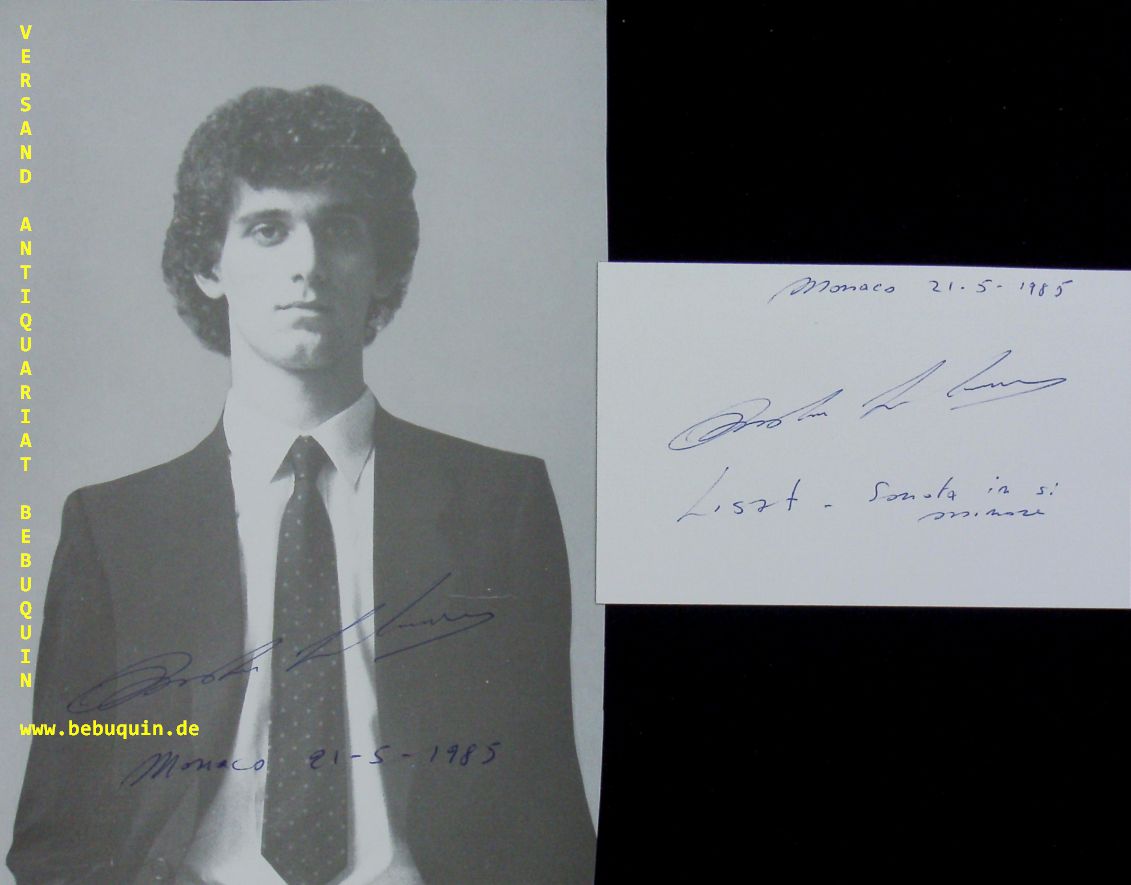 VERSAND ANTIQUARIAT BEBUQUIN
www.bebuquin.de
Monaco 21-5-1985
Monaco 21-5-1985
Liszt - Sonata in si
minore